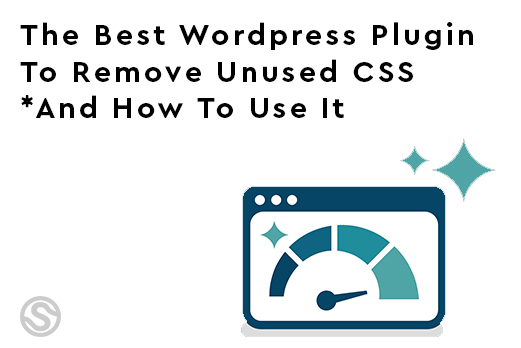 The Best Wordpress Plugin
To Remove Unused CSS
*And How To Use It